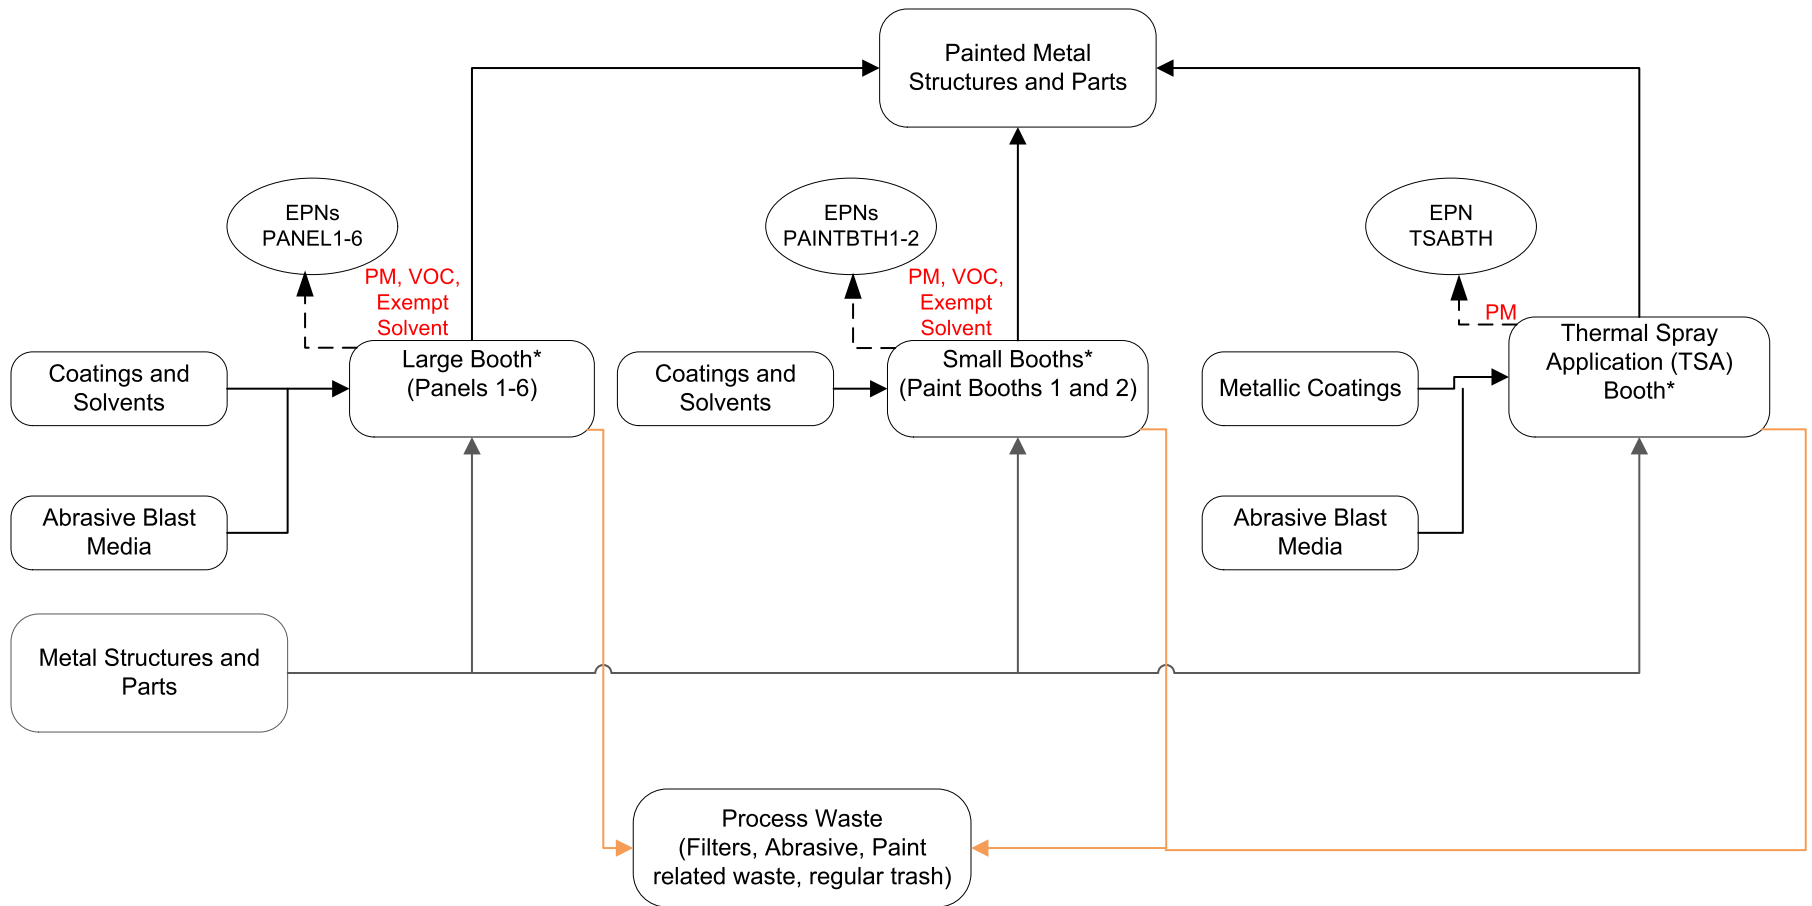 Painted Metal
Structures and Parts
EPNs
PANEL1-6
EPNs
PAINTBTH1-2
EPN
TSABTH
PM, VOC,
Exempt
Solvent
PM, VOC,
Exempt
Solvent
PM
Coatings and
Solvents
Large Booth*
(Panels 1-6)
Coatings and
Solvents
Small Booths*
(Paint Booths 1 and 2)
Metallic Coatings
Thermal Spray
Application (TSA)
Booth*
Abrasive Blast
Media
Abrasive Blast
Media
Metal Structures and
Parts
Process Waste
(Filters, Abrasive, Paint
related waste, regular trash)